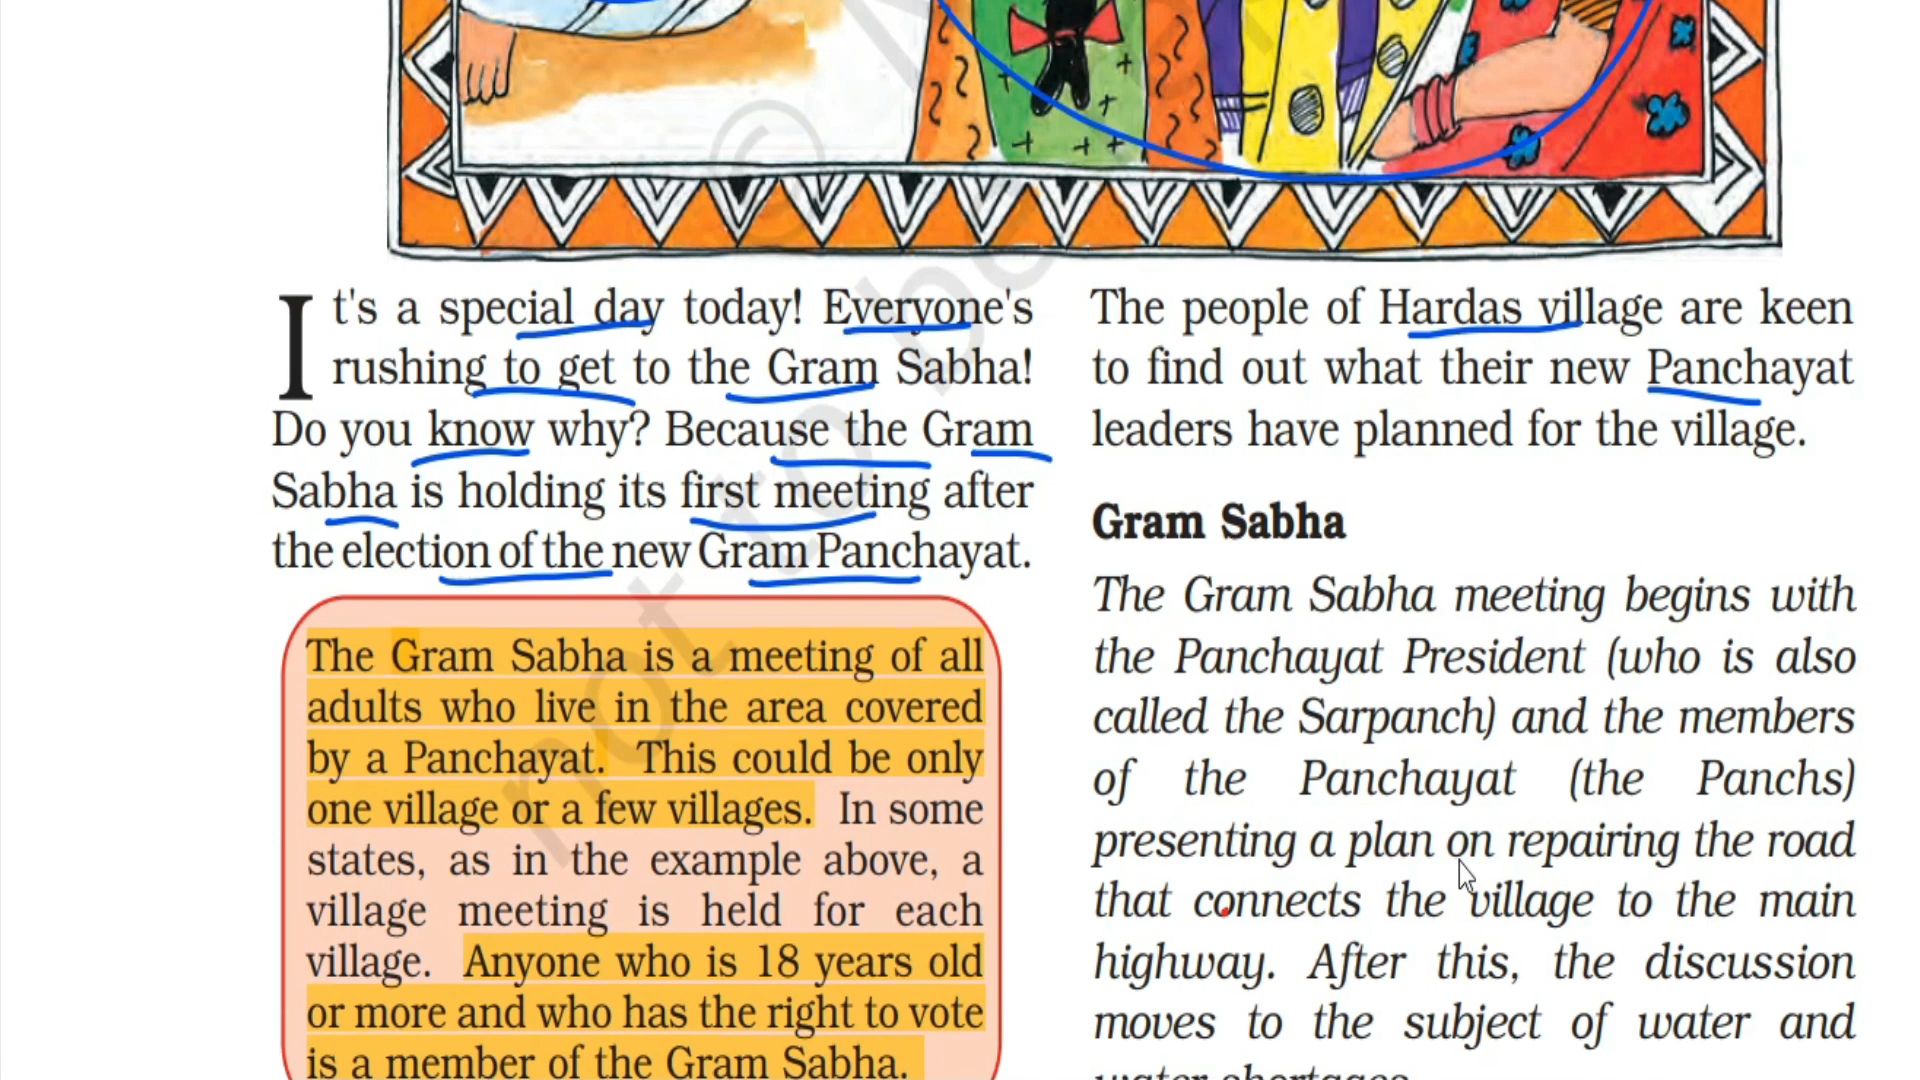 It's a special day today! Everyone's
rushing to get to the Gram Sabha!
Do you know why? Because the Gram
Sabha is holding its first meeting after
the election of the new Gram Panchayat.
The Gram Sabha is a meeting of all
adults who live in the area covered
by a Panchayat. This could be only
one village or a few villages. In some
states, as in the example above, a
village meeting is held for each
village. Anyone who is 18 years old
or more and who has the right to vote
is a member of the Gram Sabha.
The people of Hardas village are keen
to find out what their new Panchayat
leaders have planned for the village.
Gram Sabha
The Gram Sabha meeting begins with
the Panchayat President (who is also
called the Sarpanch) and the members
of the Panchayat (the Panchs)
presenting a plan on repairing the road
that connects the village to the main
highway. After this, the discussion
moves to the subject of water and
water shortages.
not to be